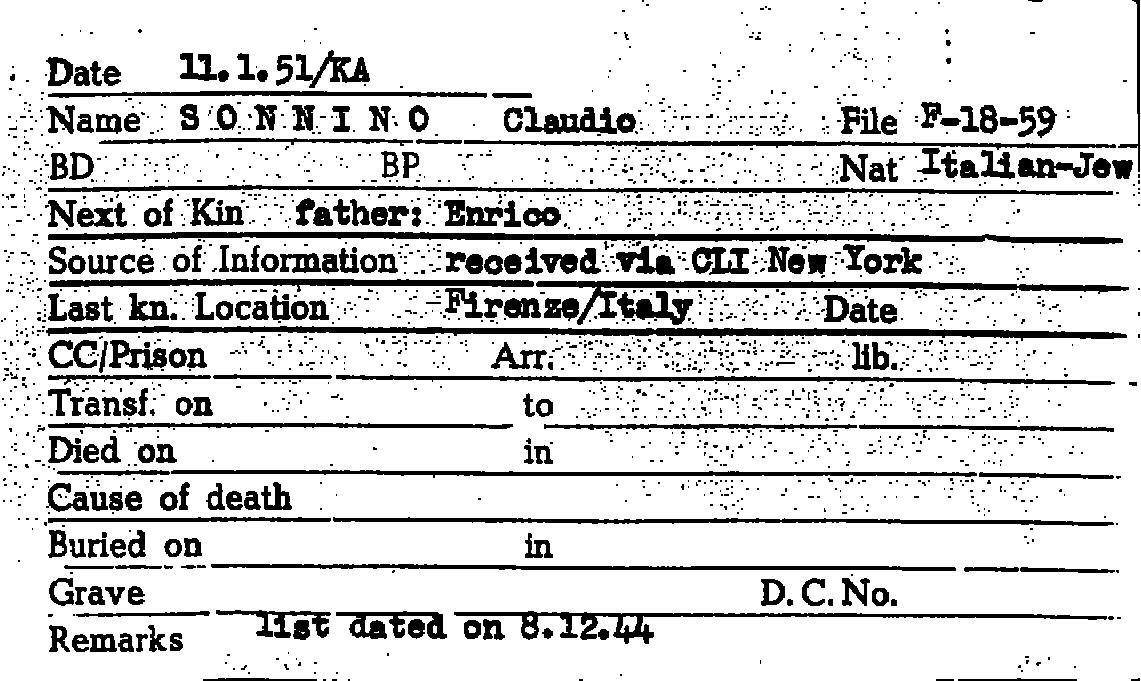 Date 11.1.51/KA
Name S O N N I N O Claudio File F-18-59
BD BP Nat Italian-Jew
Next of Kin father: Enrico
Source of Information received via CLI New York
Last kn. Location Firenze/Italy Date
CC/Prison Arr. lib.
Transf. on to
Died on in
Cause of death
Buried on in
Grave D. C. No.
Remarks list dated on 8.12.44